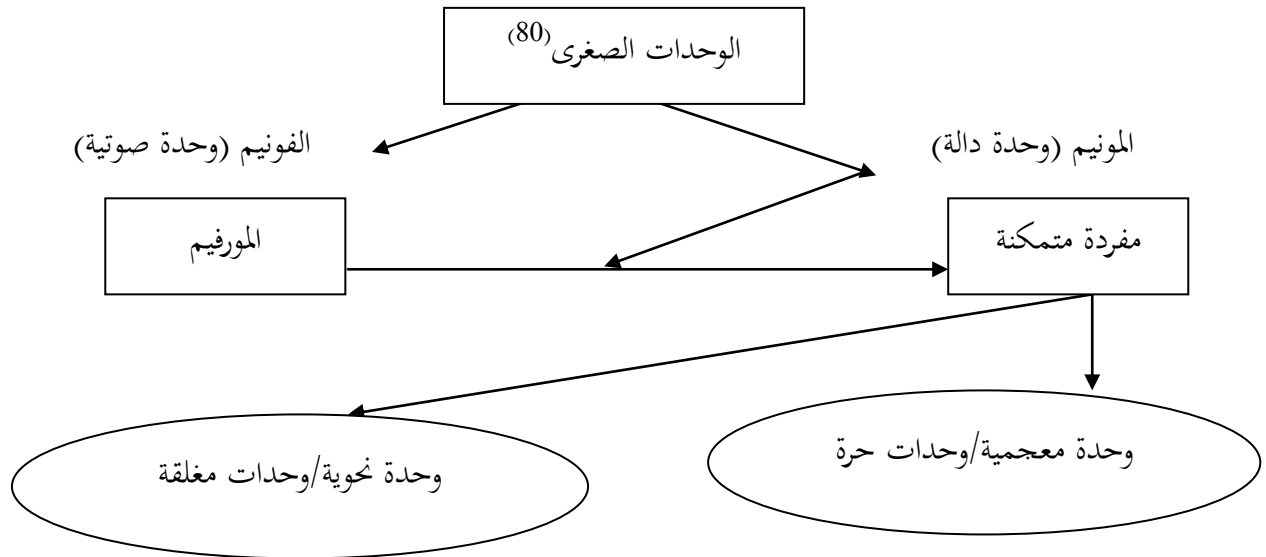 الوحدات الصغرى(80)
المونيم (وحدة دالة)
الفونيم (وحدة صوتية)
مفردة متمكنة
المورفيم
وحدة معجمية/وحدات حرة
وحدة نحوية/وحدات مغلقة